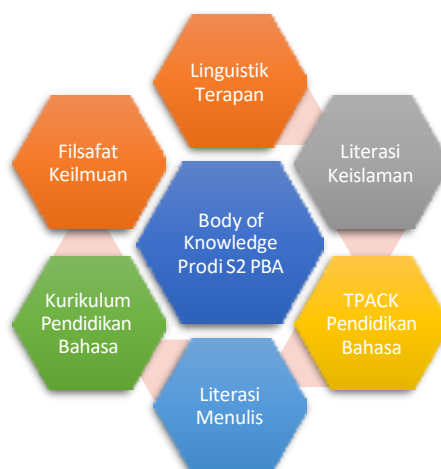 Linguistik
Terapan
Filsafat
Keilmuan
Literasi
Keislaman
Body of
Knowledge
Prodi S2 PBA
Kurikulum
Pendidikan
Bahasa
TPACK
Pendidikan
Bahasa
Literasi
Menulis